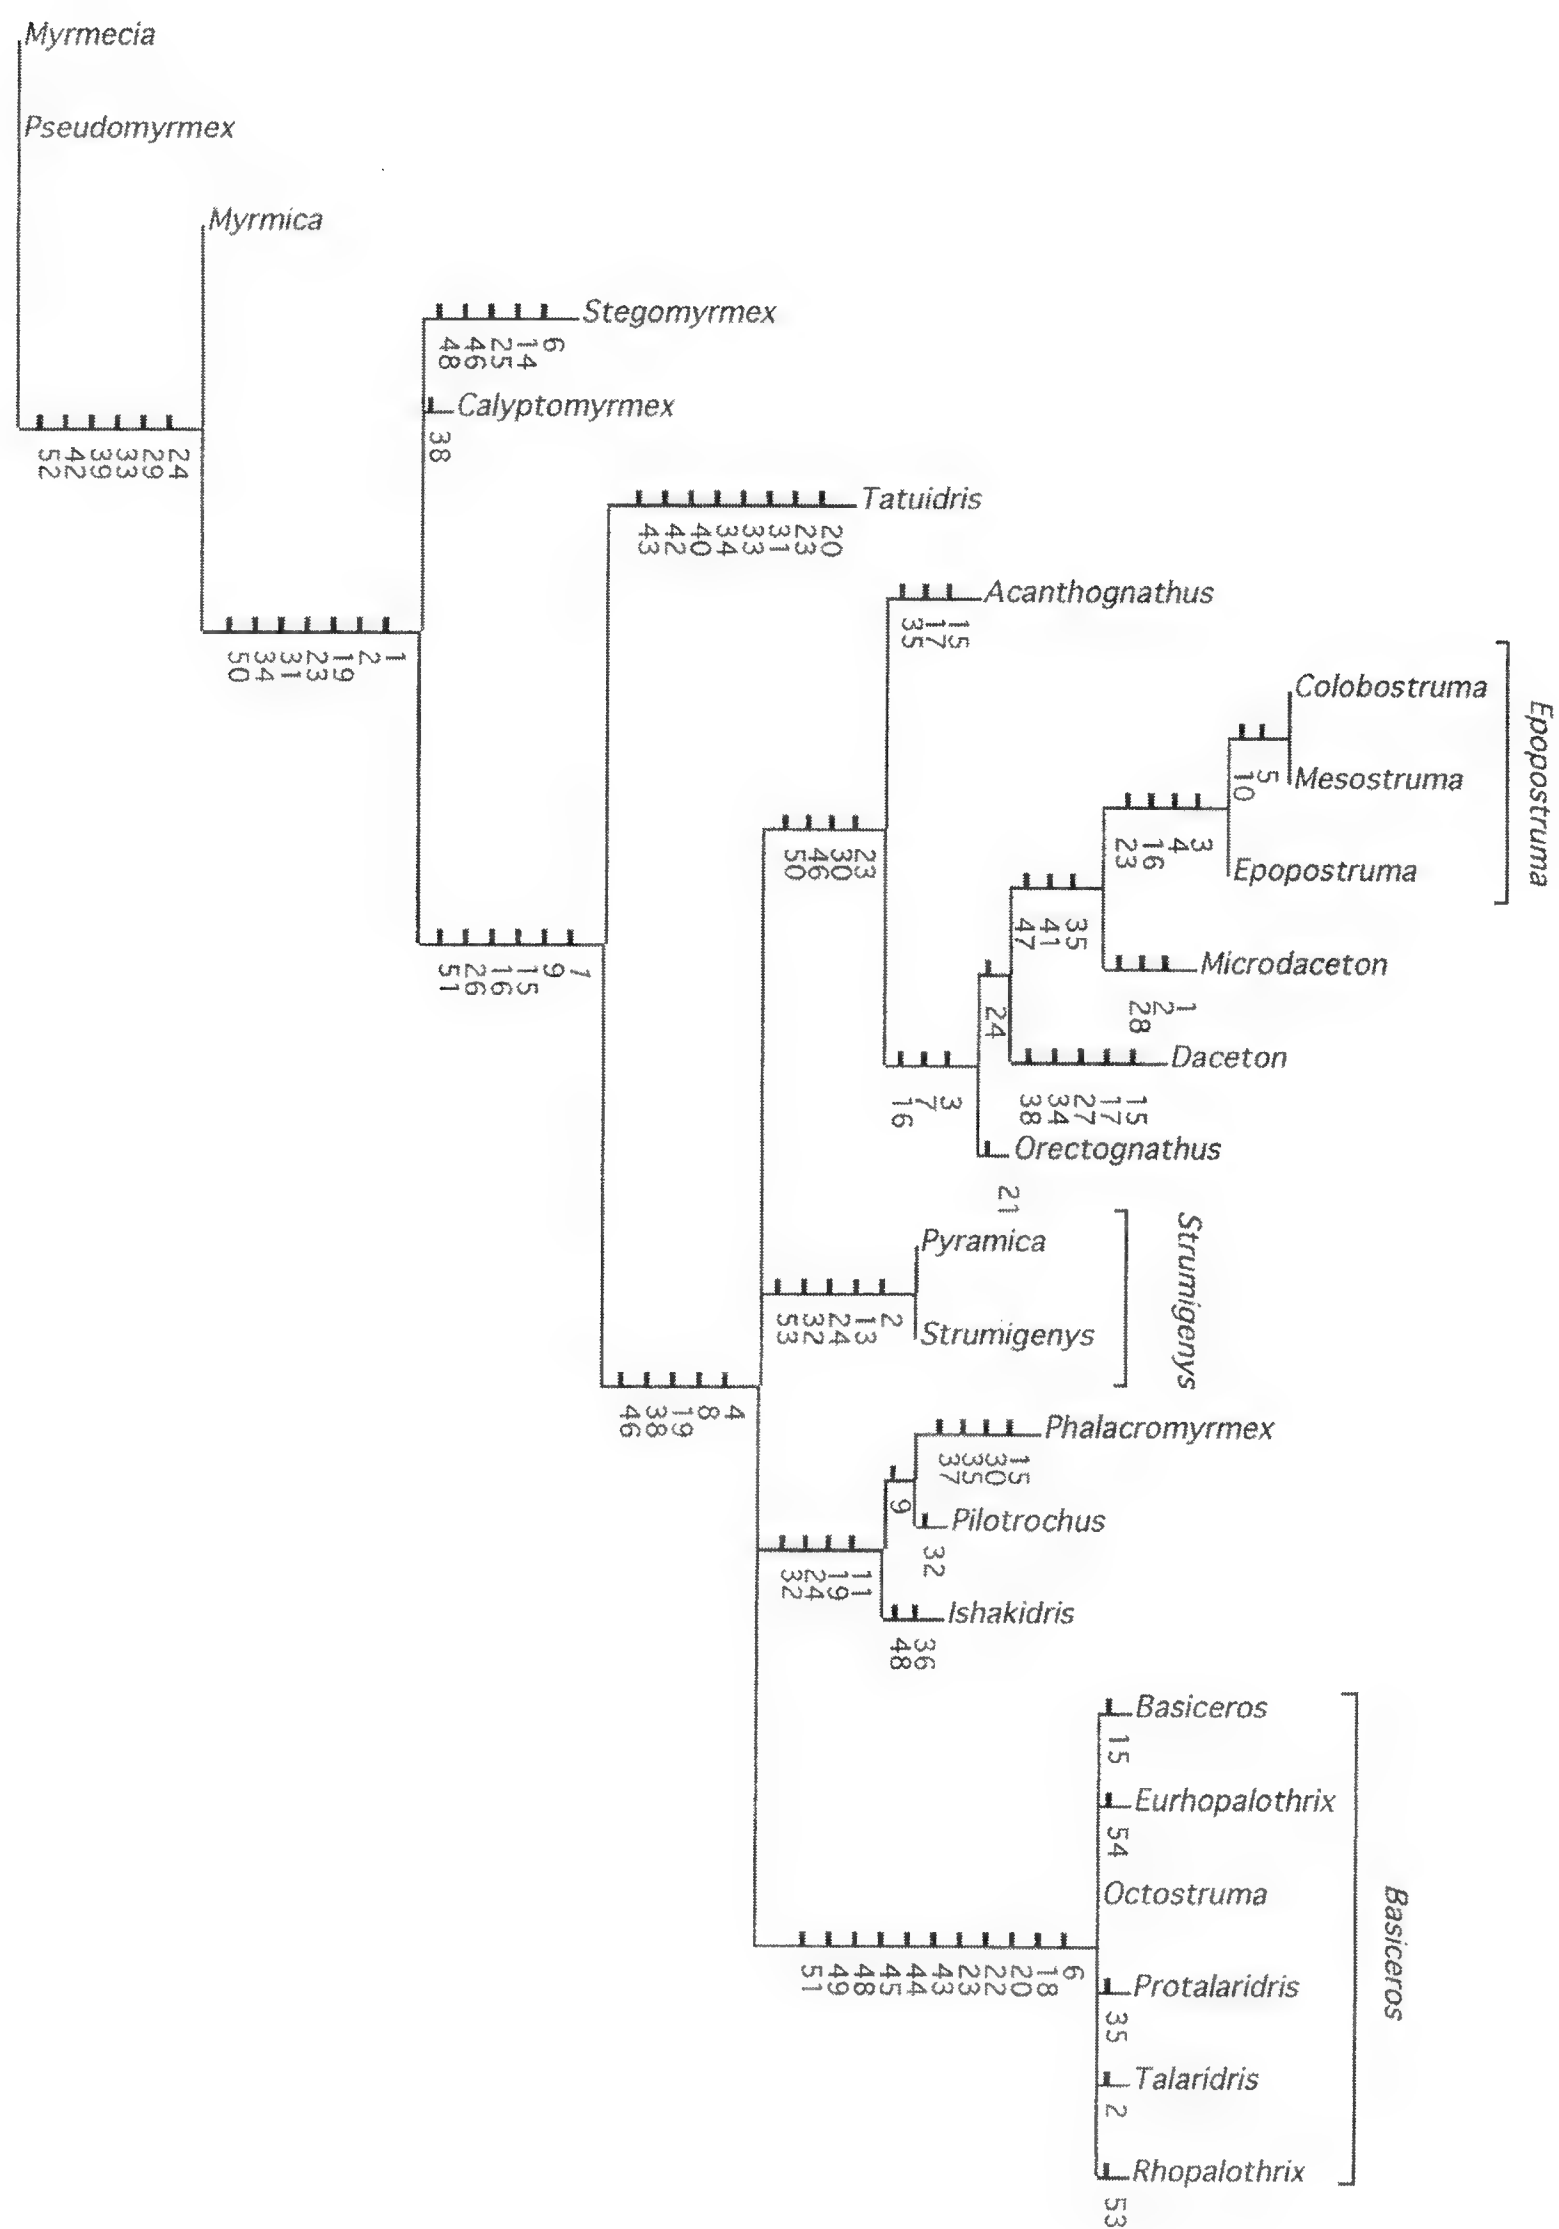 Myrmecia
Pseudomyrmex
Myrmica
Stegomyrmex
48 46 25 14 6
Calyptomyrmex
38
52 42 39 33 29 24
Tatuidris
43 42 40 34 33 31 23 20
Acanthognathus
35 17 15
50 34 31 23 19 2 1
Colobostruma
Epopostruma
10 5
Mesostruma
23 16 4 3
50 46 30 23
Epopostruma
47 41 35
Microdaceton
51 26 16 15 9 7
28 2 1
24
Daceton
16 7 3
38 34 27 17 15
Orectognathus
21
Pyramica
Strumigenys
53 32 24 13 2
Strumigenys
46 38 19 8 4
Phalacromyrmex
37 35 30 15
9
Pilotrochus
32
32 24 19 11
Ishakidris
48 36
Basiceros
15
Eurhopalothrix
54
Octostruma
Basiceros
51 49 48 45 44 43 23 22 20 18 6
Protalaridris
35
Talaridris
2
Rhopalothrix
53